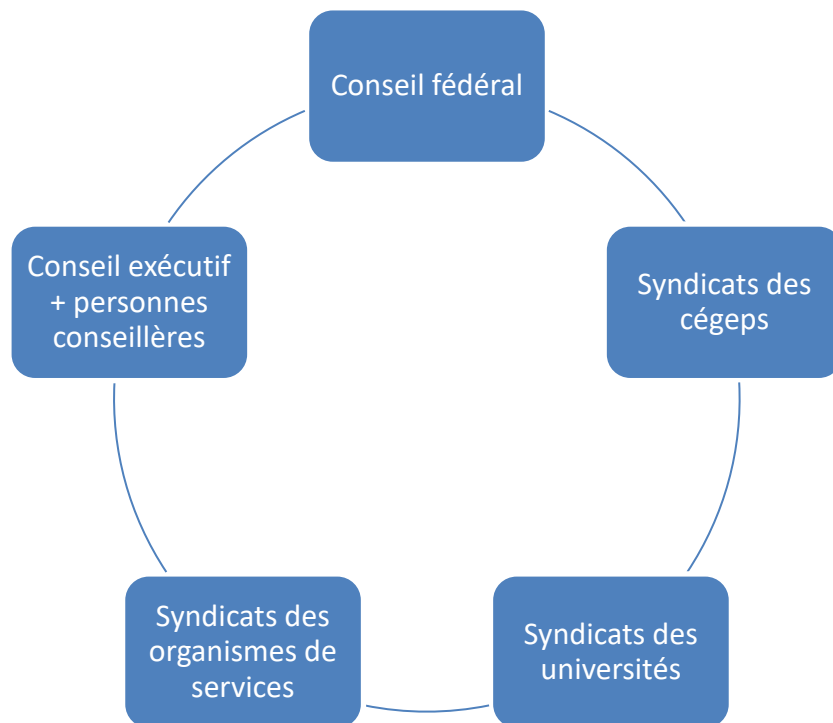 Conseil fédéral
Syndicats des
cégeps
Syndicats des
universités
Syndicats des
organismes de
services
Conseil exécutif
+ personnes
conseillères